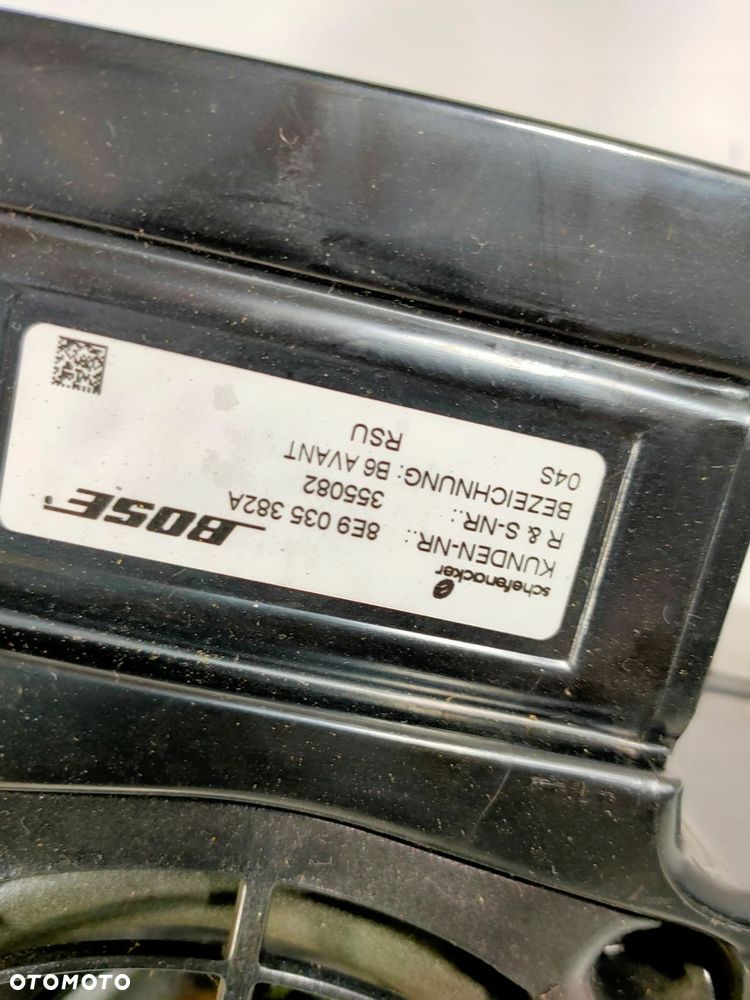 schefenacker
BOSE
KUNDEN-NR.: 8E9 035 382A
R & S-NR.: 355082
BEZEICHNUNG: B6 AVANT
RSU
04S
OTOMOTO